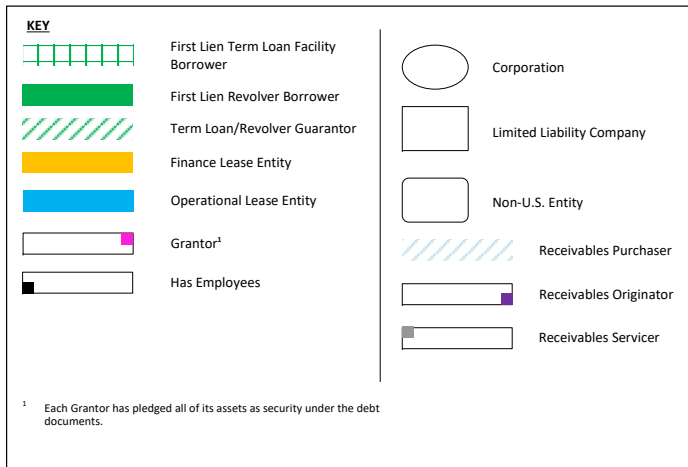 KEY
First Lien Term Loan Facility
Borrower
First Lien Revolver Borrower
Term Loan/Revolver Guarantor
Finance Lease Entity
Operational Lease Entity
Grantor¹
Has Employees
Corporation
Limited Liability Company
Non-U.S. Entity
Receivables Purchaser
Receivables Originator
Receivables Servicer
¹ Each Grantor has pledged all of its assets as security under the debt
documents.